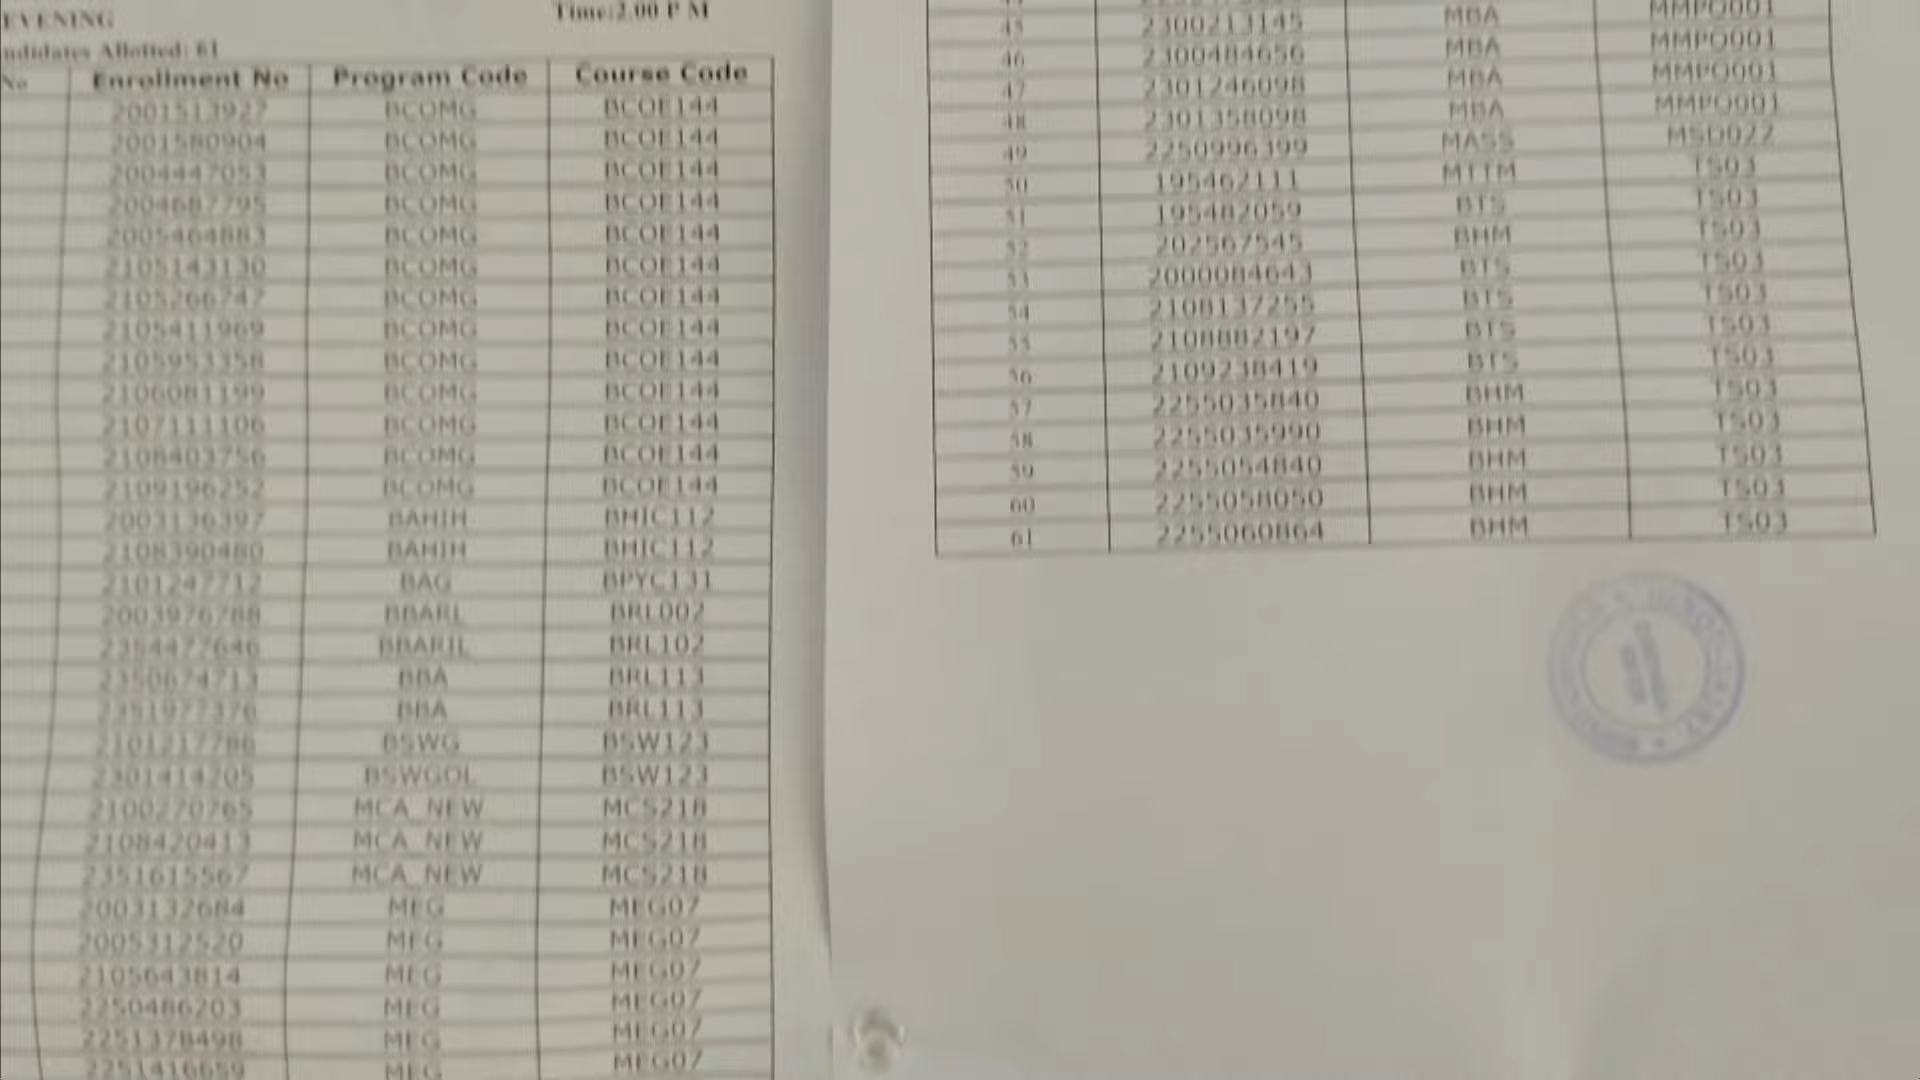 EVENING
Time:2.00 P M
Candidates Allotted: 61
No Enrollment No Program Code Course Code
2001513927 BCOMG BCOE144
2001580904 BCOMG BCOE144
2004447053 BCOMG BCOE144
2004687795 BCOMG BCOE144
2005464883 BCOMG BCOE144
2105143130 BCOMG BCOE144
2105266747 BCOMG BCOE144
2105411969 BCOMG BCOE144
2105953358 BCOMG BCOE144
2106081199 BCOMG BCOE144
2107111106 BCOMG BCOE144
2108403756 BCOMG BCOE144
2109196252 BCOMG BCOE144
2003136397 BAHIH BHIC112
2108390480 BAHIH BHIC112
2101247712 BAG BPYC131
2003976788 BBARL BRL002
2354477646 BBARIL BRL102
2350674713 BBA BRL113
2351977376 BBA BRL113
2101217786 BSWG BSW123
2301414205 BSWGOL BSW123
2100270765 MCA_NEW MCS218
2108420413 MCA_NEW MCS218
2351615567 MCA_NEW MCS218
2003132684 MEG MEG07
2005312520 MEG MEG07
2105643814 MEG MEG07
2250486203 MEG MEG07
2251378498 MEG MEG07
2251416659 MEG MEG07
45 2300213145 MBA MMPO001
46 2300484656 MBA MMPO001
47 2301246098 MBA MMPO001
48 2301358098 MBA MMPO001
49 2250996399 MASS MSD022
50 195462111 MTTM TS03
51 195482059 BTS TS03
52 202567545 BHM TS03
53 2000084643 BTS TS03
54 2108137255 BTS TS03
55 2108882197 BTS TS03
56 2109238419 BTS TS03
57 2255035840 BHM TS03
58 2255035990 BHM TS03
59 2255054840 BHM TS03
60 2255058050 BHM TS03
61 2255060864 BHM TS03